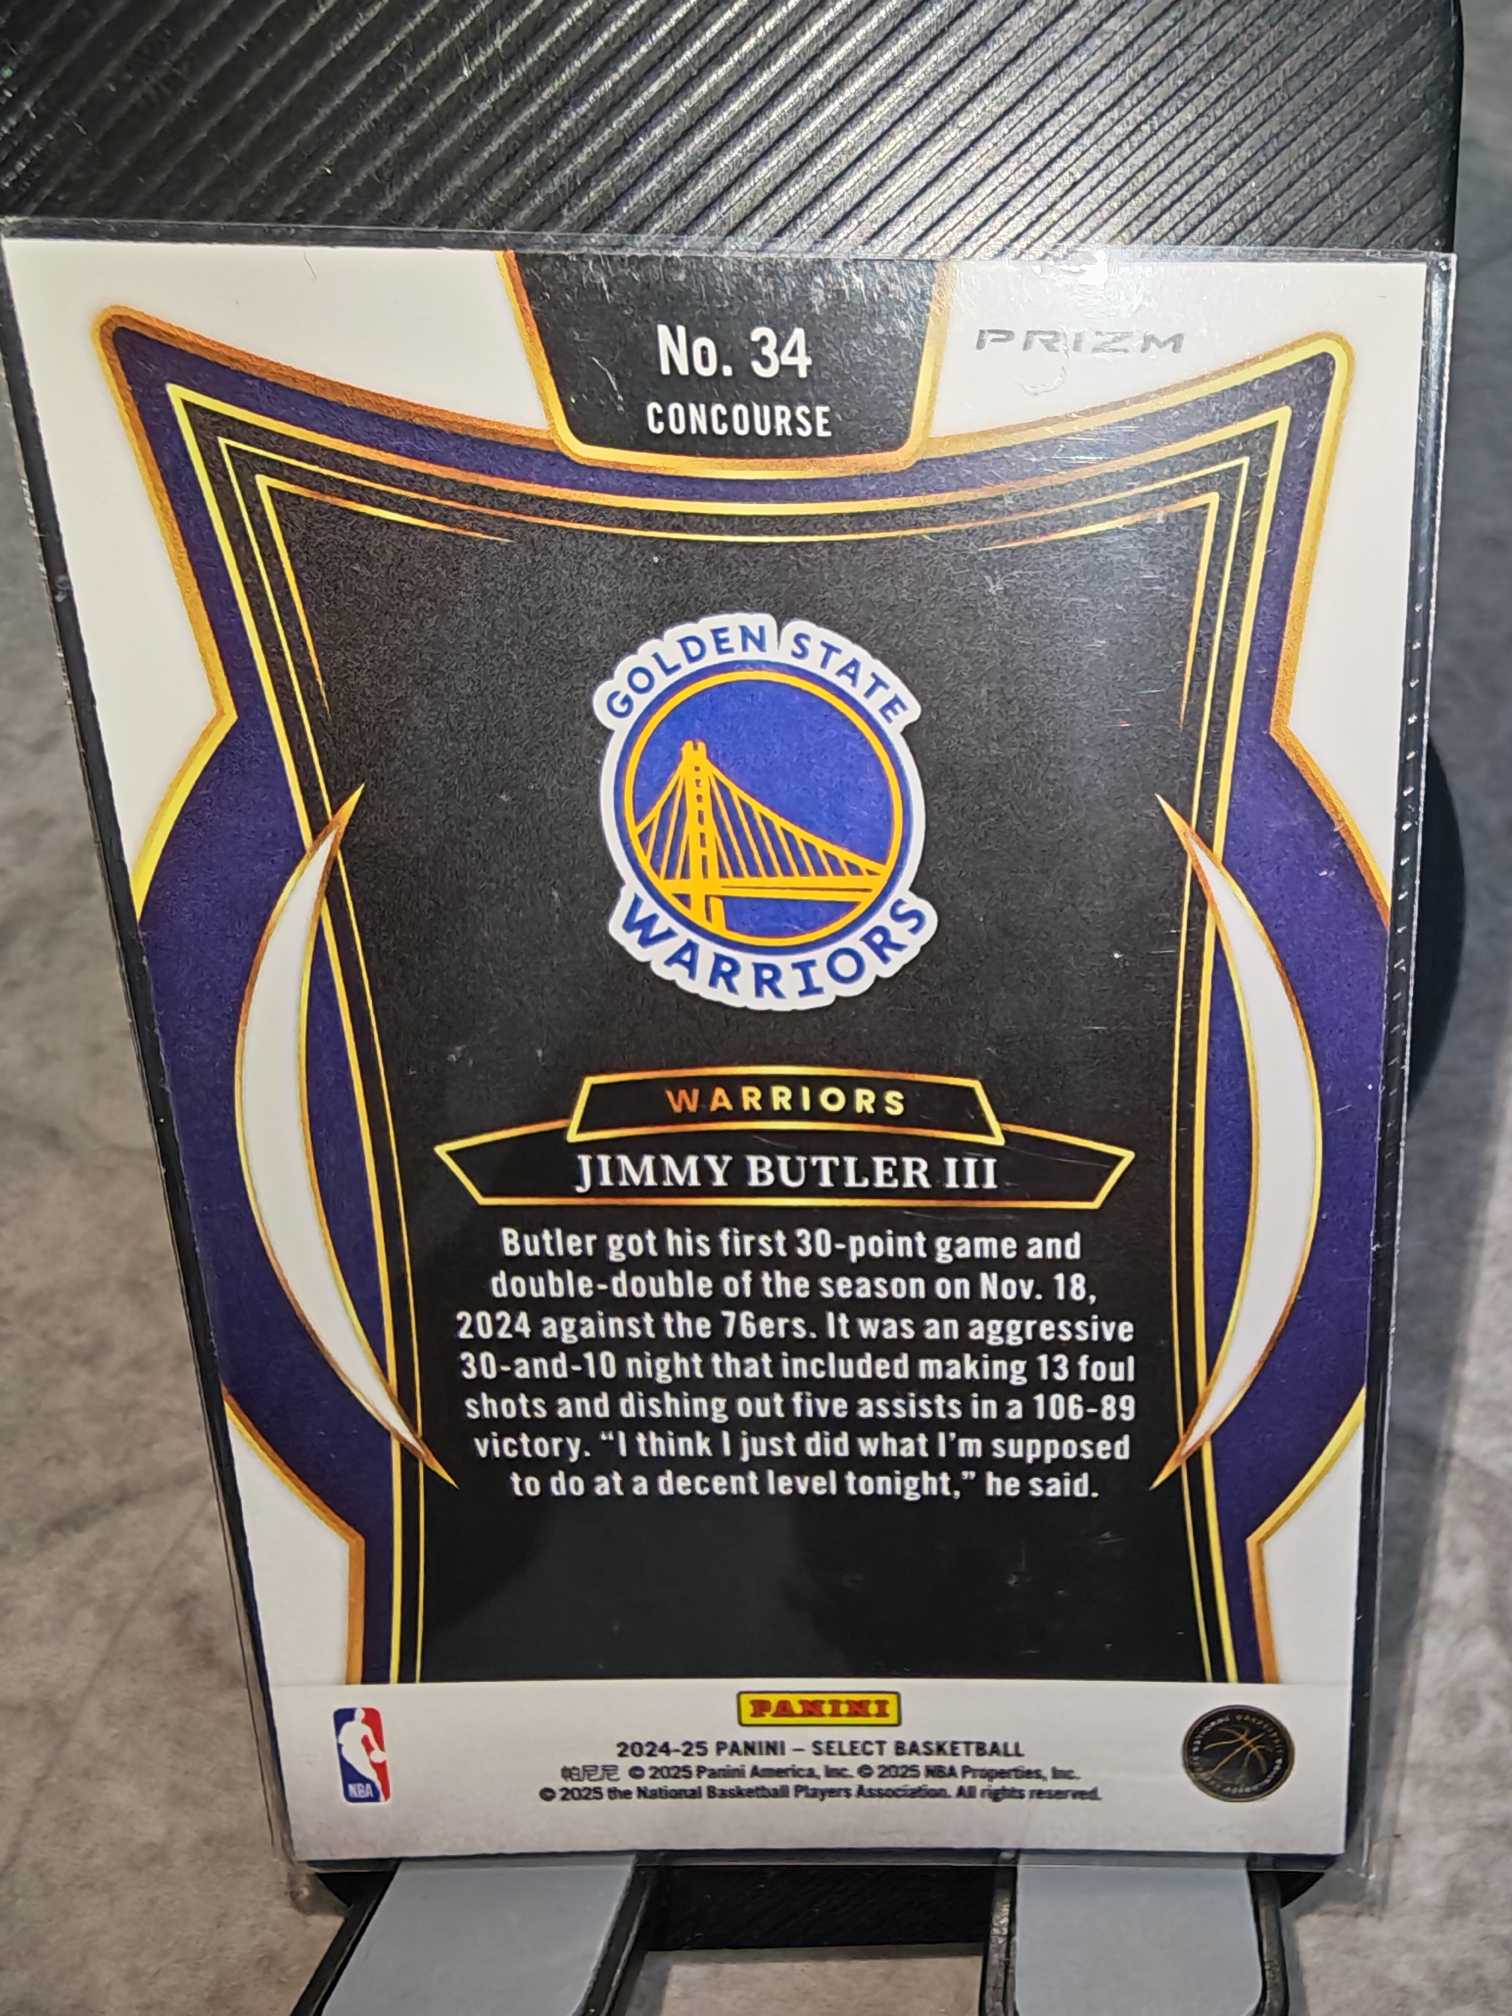 No. 34
CONCOURSE
PRIZM
GOLDEN STATE
WARRIORS
WARRIORS
JIMMY BUTLER III
Butler got his first 30-point game and
double-double of the season on Nov. 18,
2024 against the 76ers. It was an aggressive
30-and-10 night that included making 13 foul
shots and dishing out five assists in a 106-89
victory. “I think I just did what I’m supposed
to do at a decent level tonight,” he said.
PANINI
2024-25 PANINI – SELECT BASKETBALL
帕尼尼 © 2025 Panini America, Inc. © 2025 NBA Properties, Inc.
© 2025 the National Basketball Players Association. All rights reserved.
NBA